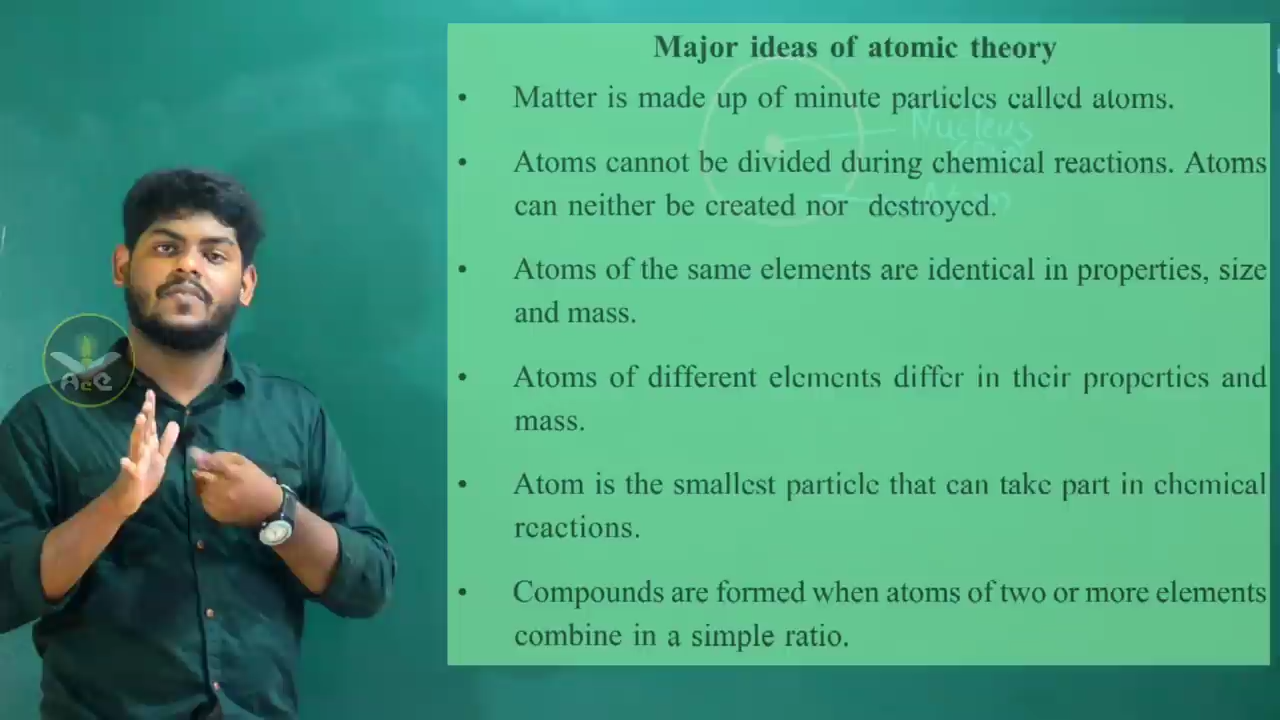 Major ideas of atomic theory
• Matter is made up of minute particles called atoms.
• Atoms cannot be divided during chemical reactions. Atoms
can neither be created nor destroyed.
• Atoms of the same elements are identical in properties, size
and mass.
• Atoms of different elements differ in their properties and
mass.
• Atom is the smallest particle that can take part in chemical
reactions.
• Compounds are formed when atoms of two or more elements
combine in a simple ratio.
Nucleus
Atom
AcE